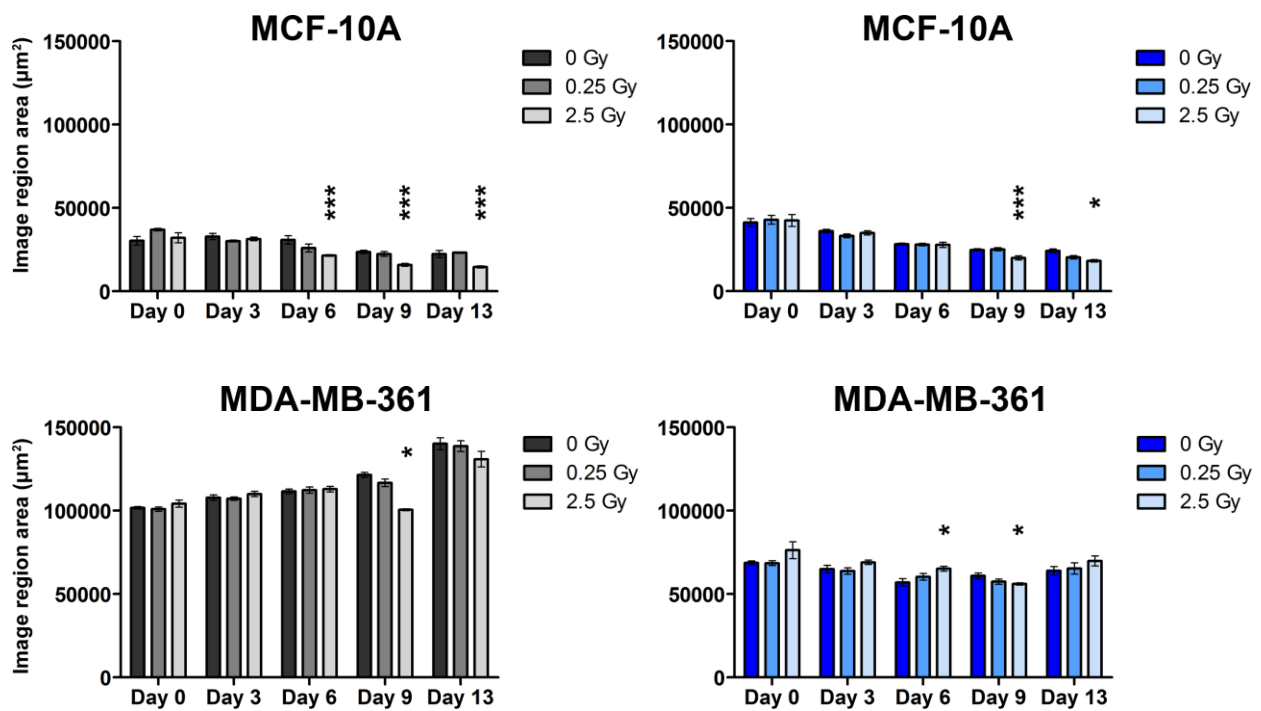 MCF-10A
Image region area (µm²)
150000
100000
50000
0
0 Gy
0.25 Gy
2.5 Gy
***
***
***
Day 0 Day 3 Day 6 Day 9 Day 13
MCF-10A
150000
100000
50000
0
0 Gy
0.25 Gy
2.5 Gy
***
*
Day 0 Day 3 Day 6 Day 9 Day 13
MDA-MB-361
Image region area (µm²)
150000
100000
50000
0
0 Gy
0.25 Gy
2.5 Gy
*
Day 0 Day 3 Day 6 Day 9 Day 13
MDA-MB-361
150000
100000
50000
0
0 Gy
0.25 Gy
2.5 Gy
*
*
Day 0 Day 3 Day 6 Day 9 Day 13